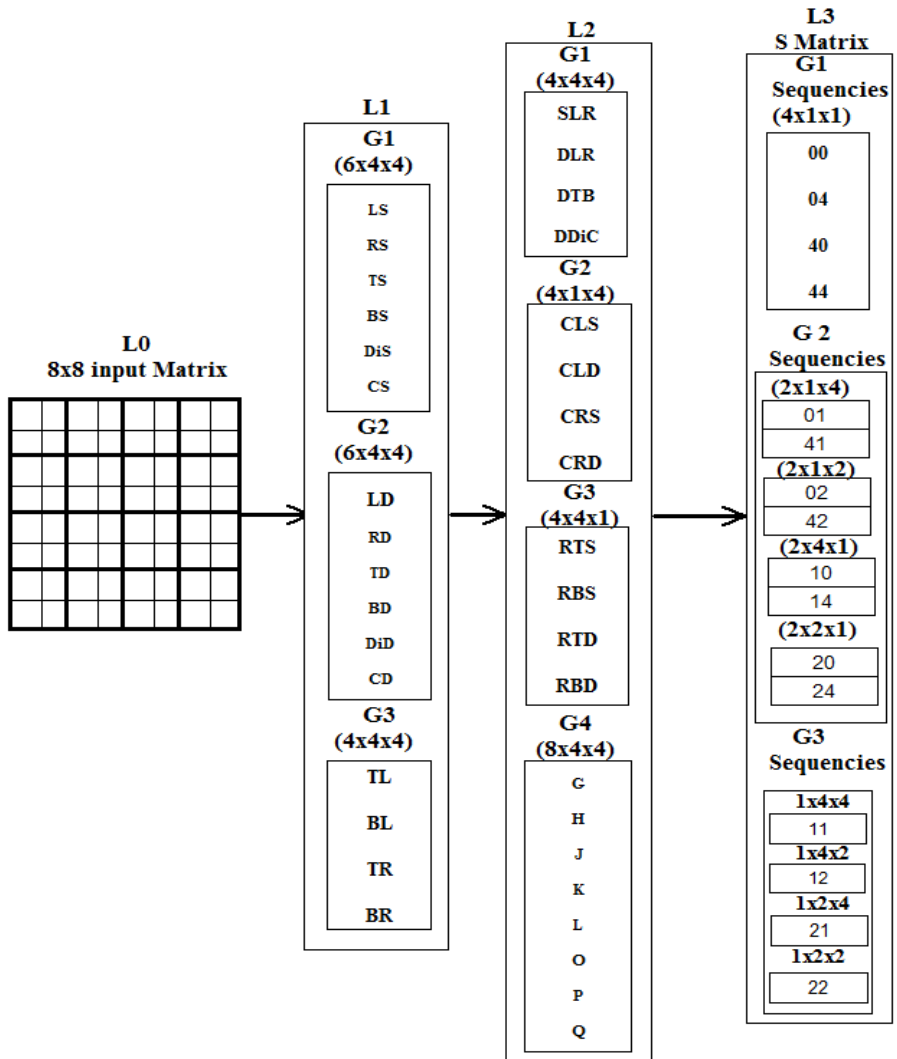 L0
8x8 input Matrix
L1
G1
(6x4x4)
LS
RS
TS
BS
DiS
CS
G2
(6x4x4)
LD
RD
TD
BD
DiD
CD
G3
(4x4x4)
TL
BL
TR
BR
L2
G1
(4x4x4)
SLR
DLR
DTB
DDiC
G2
(4x1x4)
CLS
CLD
CRS
CRD
G3
(4x4x1)
RTS
RBS
RTD
RBD
G4
(8x4x4)
G
H
J
K
L
O
P
Q
L3
S Matrix
G1
Sequencies
(4x1x1)
00
04
40
44
G 2
Sequencies
(2x1x4)
01
41
(2x1x2)
02
42
(2x4x1)
10
14
(2x2x1)
20
24
G3
Sequencies
1x4x4
11
1x4x2
12
1x2x4
21
1x2x2
22